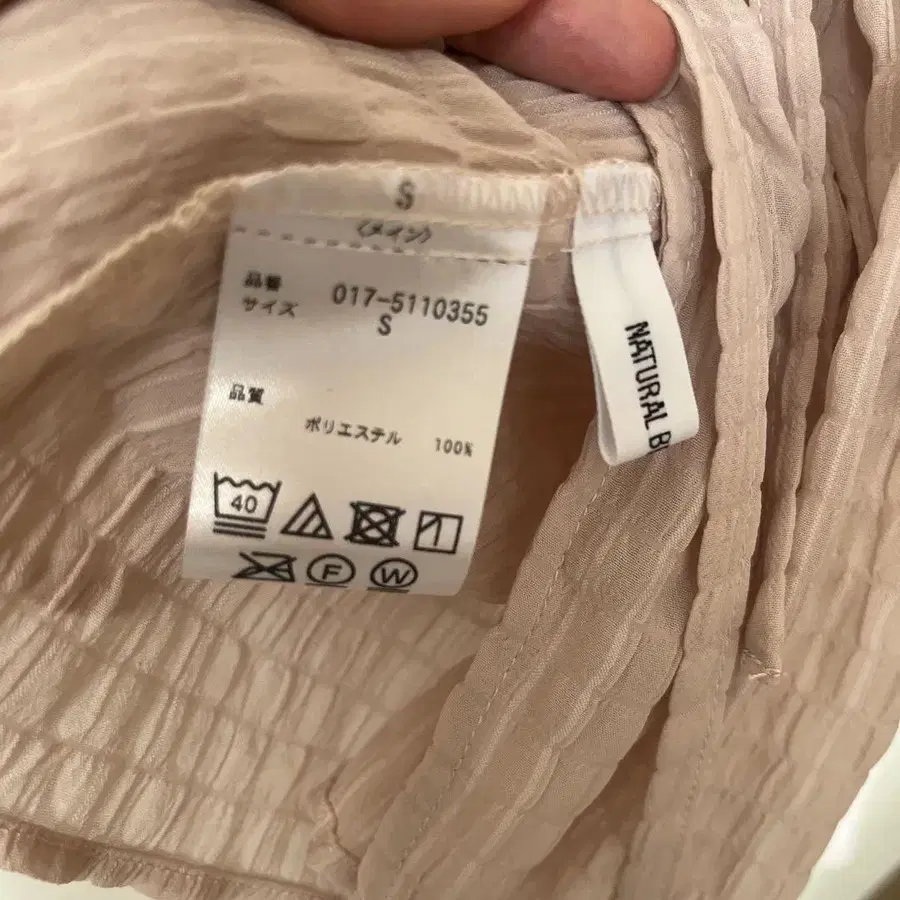 S
〈メイン〉
品番 017-5110355
サイズ S
品質
ポリエステル 100%
40
F
W
NATURAL